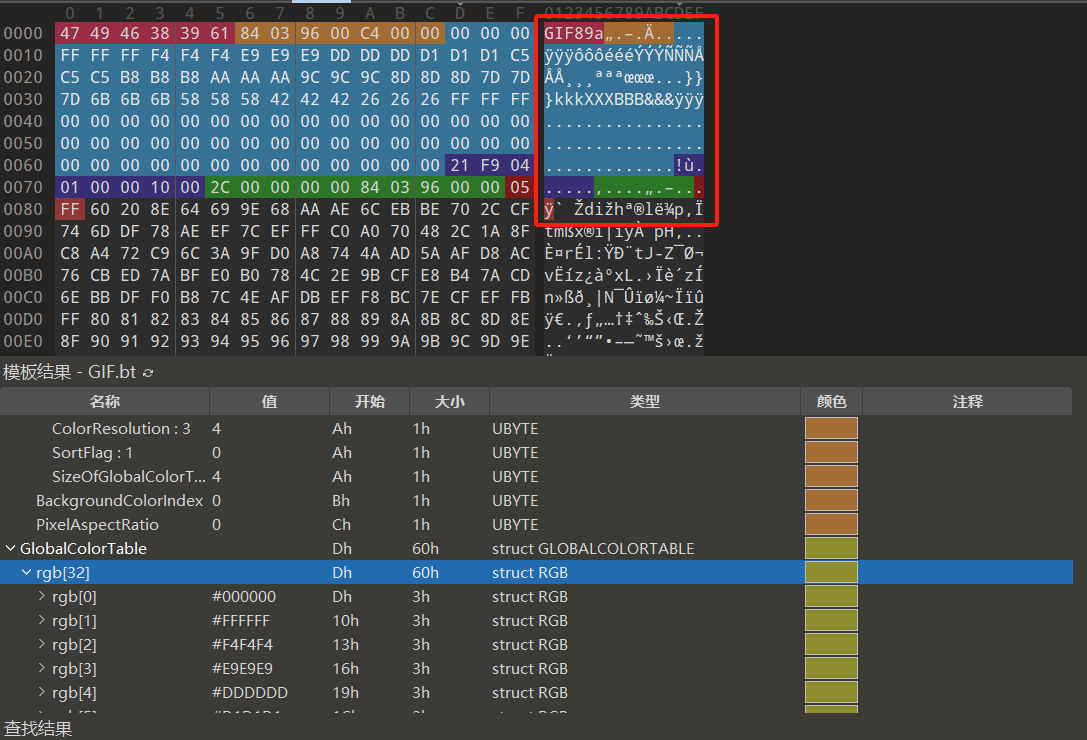 0 1 2 3 4 5 6 7 8 9 A B C D E F 0123456789ABCDEF
0000 47 49 46 38 39 61 84 03 96 00 C4 00 00 00 00 00 GIF89a„.–.Ä.....
0010 FF FF FF F4 F4 F4 E9 E9 E9 DD DD DD D1 D1 D1 C5 ÿÿÿôôôéééÝÝÝÑÑÑÅ
0020 C5 C5 B8 B8 B8 AA AA AA 9C 9C 9C 8D 8D 8D 7D 7D ÅÅ¸¸¸ªªªœœœ...}}
0030 7D 6B 6B 6B 58 58 58 42 42 42 26 26 26 FF FF FF }kkkXXXBBB&&&ÿÿÿ
0040 00 00 00 00 00 00 00 00 00 00 00 00 00 00 00 00 ................
0050 00 00 00 00 00 00 00 00 00 00 00 00 00 00 00 00 ................
0060 00 00 00 00 00 00 00 00 00 00 00 00 00 21 F9 04 .............!ù.
0070 01 00 00 10 00 2C 00 00 00 00 84 03 96 00 00 05 .....,....„.–...
0080 FF 60 20 8E 64 69 9E 68 AA AE 6C EB BE 70 2C CF ÿ` Ždižhª®lë¾p,Ï
0090 74 6D DF 78 AE EF 7C EF FF C0 A0 70 48 2C 1A 8F tmßx®ï|ïÿÀ pH,..
00A0 C8 A4 72 C9 6C 3A 9F D0 A8 74 4A AD 5A AF D8 AC È¤rÉl:ŸÐ¨tJ-Z¯Ø¬
00B0 76 CB ED 7A BF E0 B0 78 4C 2E 9B CF E8 B4 7A CD vËíz¿à°xL.›Ïè´zÍ
00C0 6E BB DF F0 B8 7C 4E AF DB EF F8 BC 7E CF EF FB n»ßð¸|N¯Ûïø¼~Ïïû
00D0 FF 80 81 82 83 84 85 86 87 88 89 8A 8B 8C 8D 8E ÿ€.‚ƒ„…†‡ˆ‰Š‹Œ.Ž
00E0 8F 90 91 92 93 94 95 96 97 98 99 9A 9B 9C 9D 9E ..‘’“”•–—˜™š›œ.ž
模板结果 - GIF.bt
名称 值 开始 大小 类型 颜色 注释
ColorResolution : 3 4 Ah 1h UBYTE
SortFlag : 1 0 Ah 1h UBYTE
SizeOfGlobalColorT... 4 Ah 1h UBYTE
BackgroundColorIndex 0 Bh 1h UBYTE
PixelAspectRatio 0 Ch 1h UBYTE
GlobalColorTable Dh 60h struct GLOBALCOLORTABLE
rgb[32] Dh 60h struct RGB
rgb[0] #000000 Dh 3h struct RGB
rgb[1] #FFFFFF 10h 3h struct RGB
rgb[2] #F4F4F4 13h 3h struct RGB
rgb[3] #E9E9E9 16h 3h struct RGB
rgb[4] #DDDDDD 19h 3h struct RGB
查找结果